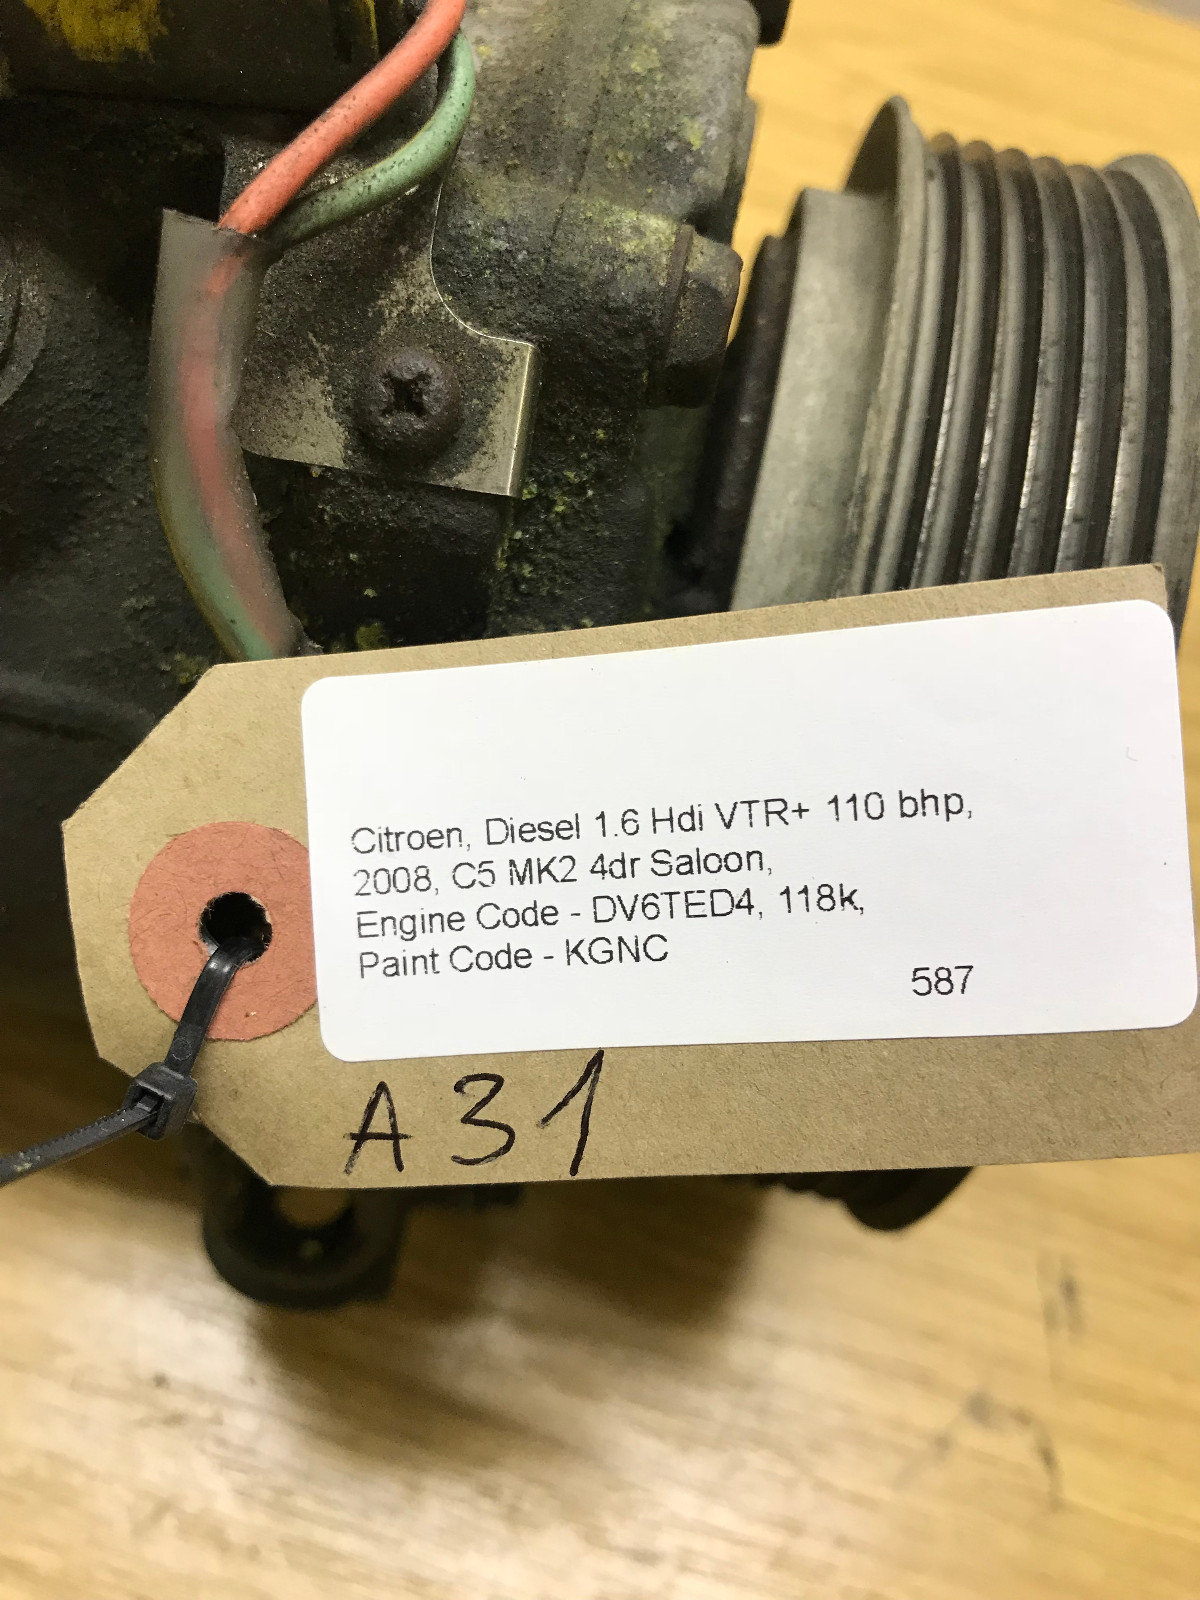 Citroen, Diesel 1.6 Hdi VTR+ 110 bhp,
2008, C5 MK2 4dr Saloon,
Engine Code - DV6TED4, 118k,
Paint Code - KGNC
587
A31